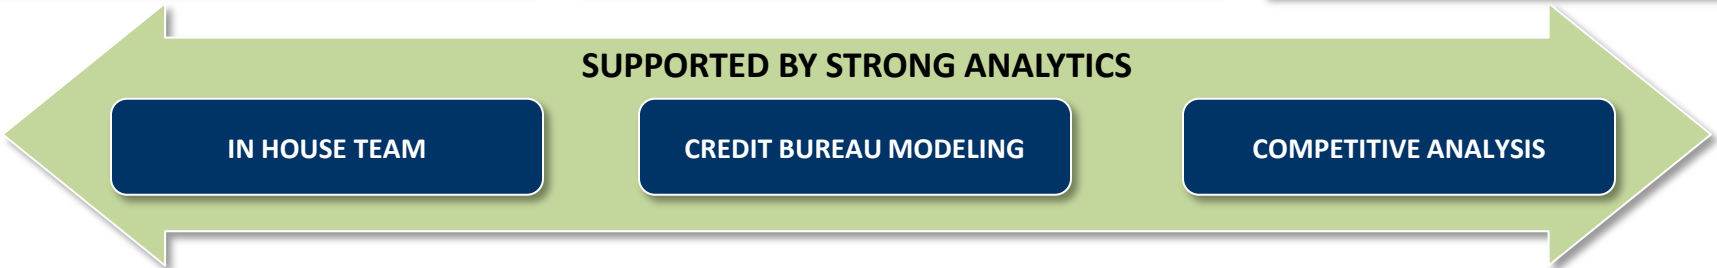 SUPPORTED BY STRONG ANALYTICS
IN HOUSE TEAM
CREDIT BUREAU MODELING
COMPETITIVE ANALYSIS